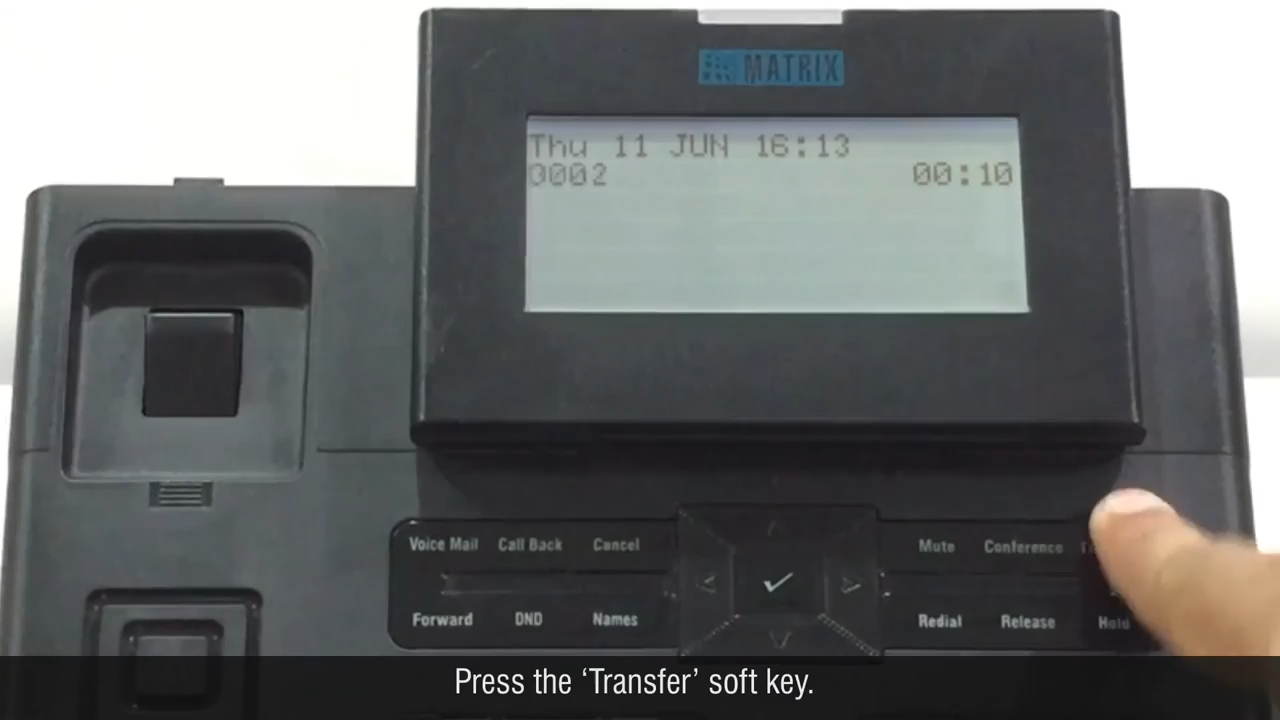 MATRIX
Thu 11 JUN 16:13
3002 00:10
Voice Mail Call Back Cancel
Mute Conference
Forward DND Names
Redial Release Hold
Press the ‘Transfer’ soft key.